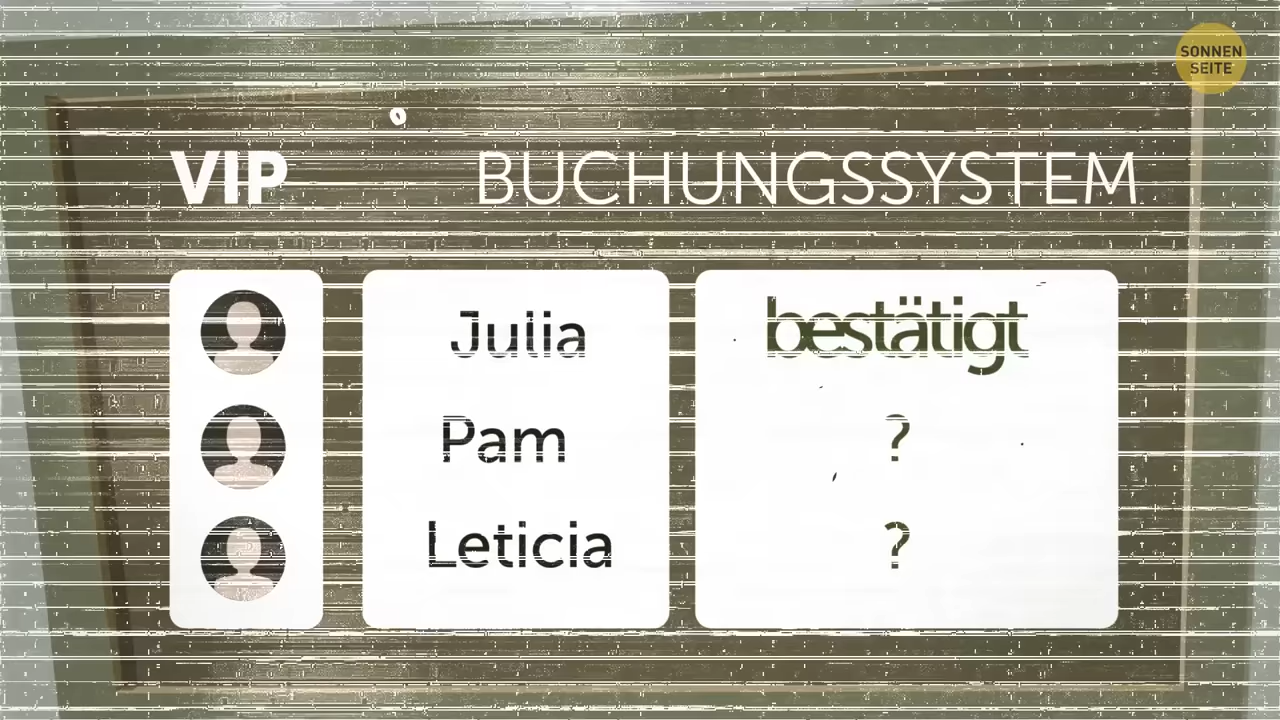 SONNEN
SEITE
VIP BUCHUNGSSYSTEM
Julia bestätigt
Pam ?
Leticia ?